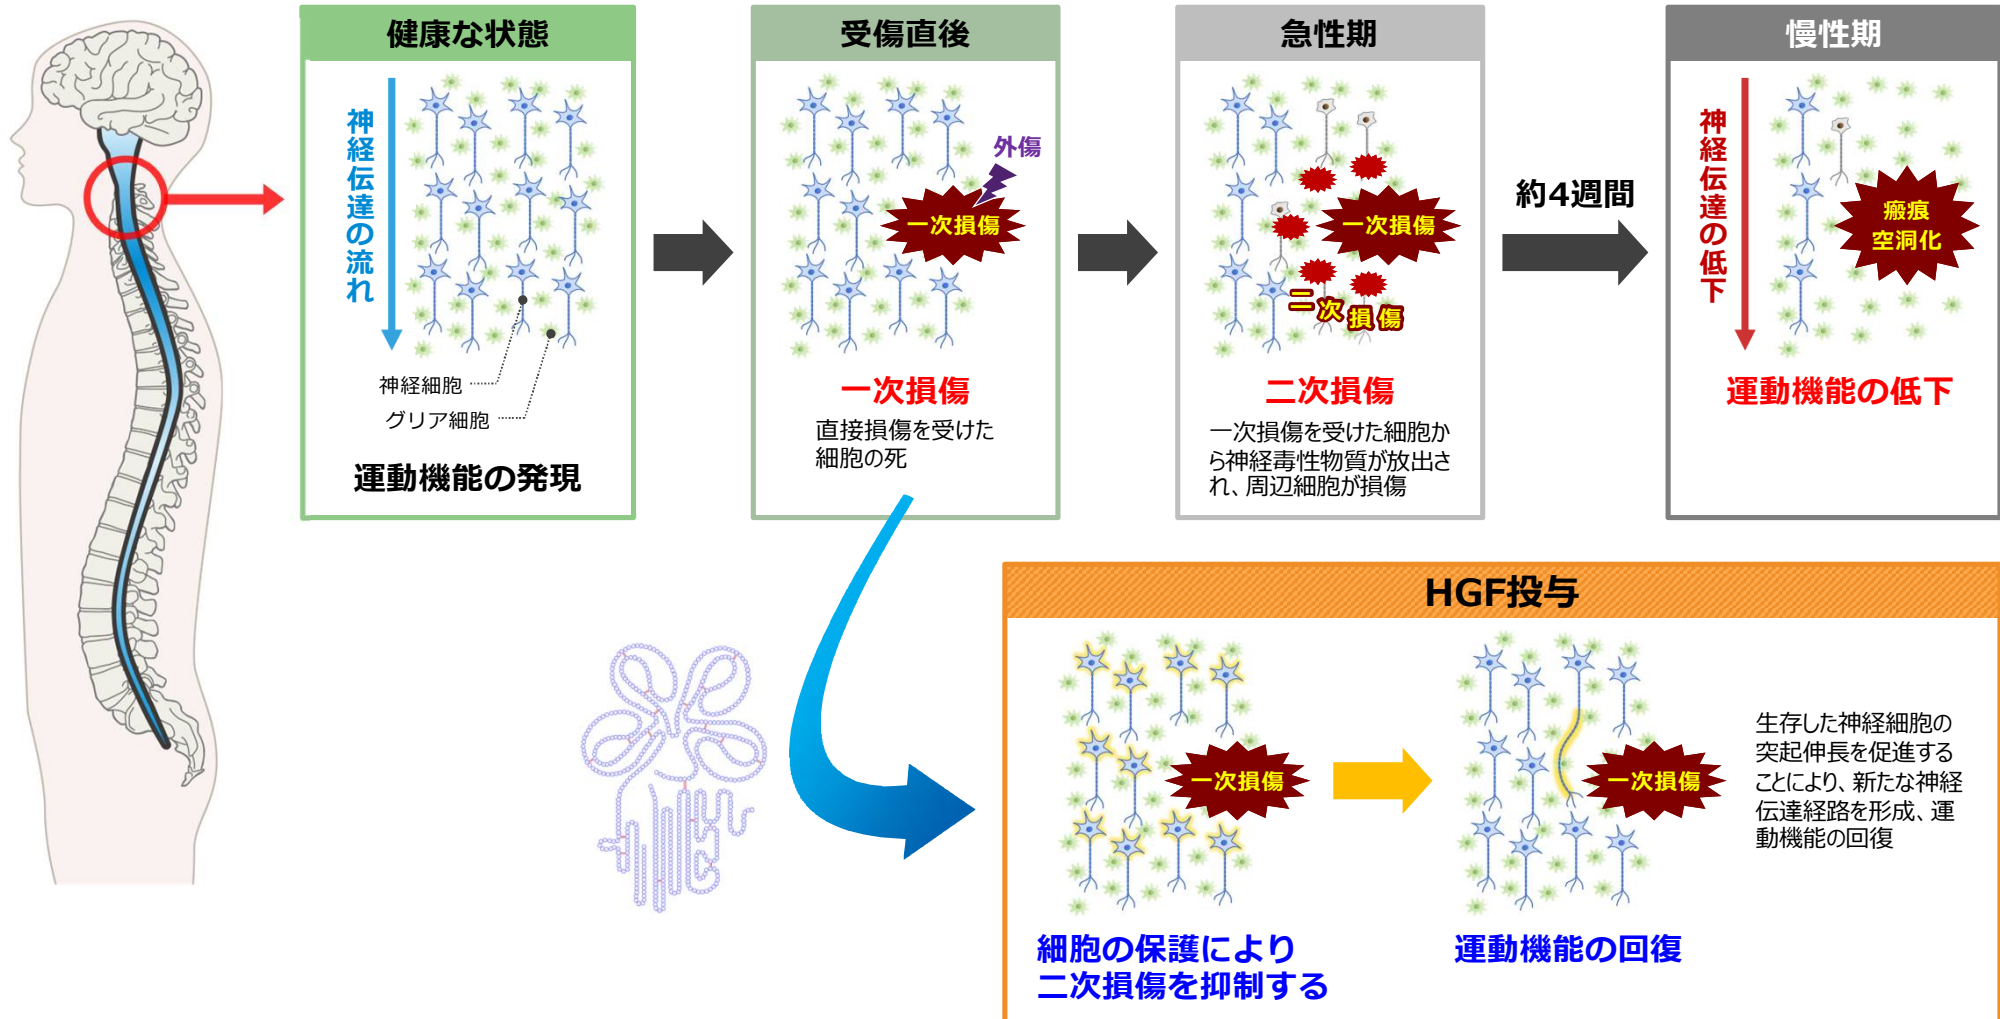 健康な状態
神経伝達の流れ
神経細胞
グリア細胞
運動機能の発現
受傷直後
外傷
一次損傷
一次損傷
直接損傷を受けた
細胞の死
急性期
一次損傷
二次損傷
二次損傷
一次損傷を受けた細胞か
ら神経毒性物質が放出さ
れ、周辺細胞が損傷
約4週間
慢性期
神経伝達の低下
瘢痕
空洞化
運動機能の低下
HGF投与
一次損傷
細胞の保護により
二次損傷を抑制する
一次損傷
運動機能の回復
生存した神経細胞の
突起伸長を促進する
ことにより、新たな神経
伝達経路を形成、運
動機能の回復